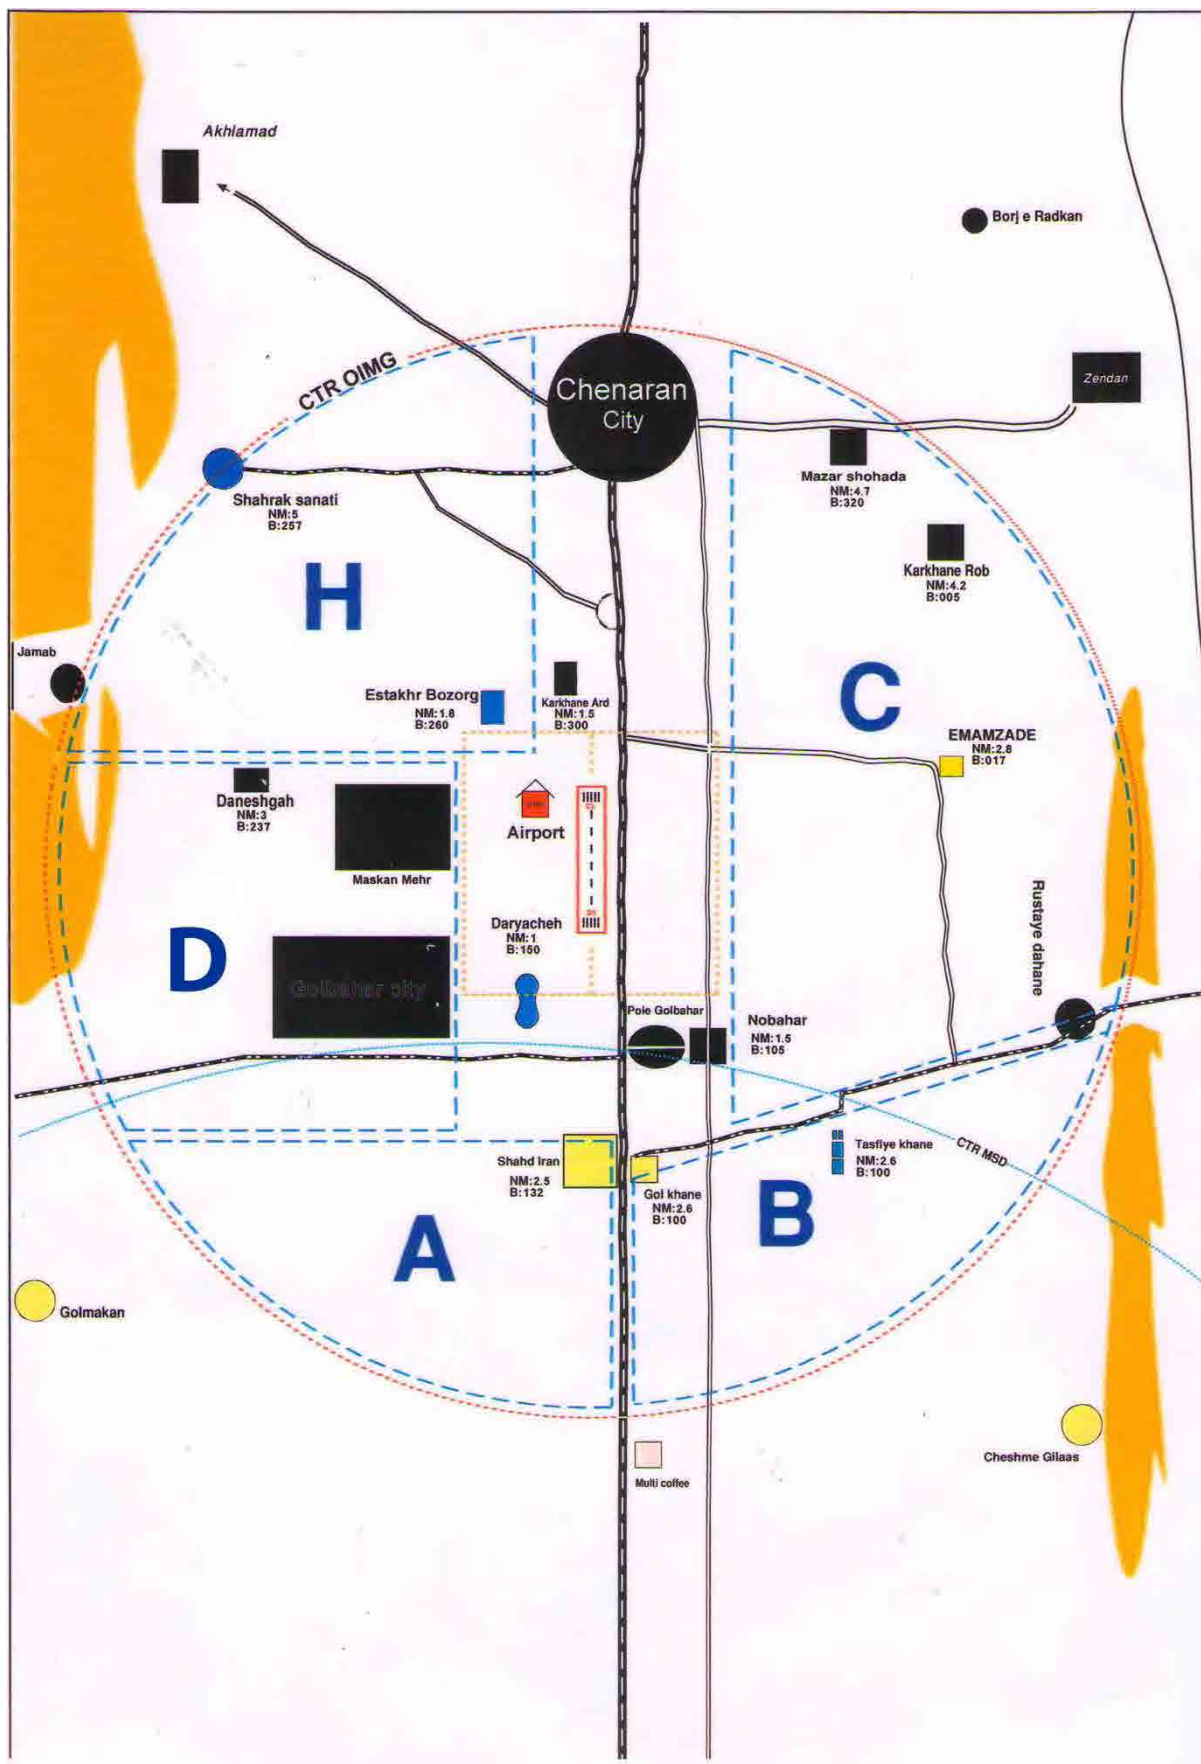 Akhlamad
Borj e Radkan
CTR OIMG
Chenaran
City
Zendan
Mazar shohada
NM:4.7
B:320
Shahrak sanati
NM:5
B:257
Karkhane Rob
NM:4.2
B:005
H
Jamab
C
Estakhr Bozorg
NM:1.8
B:260
Karkhane Ard
NM:1.5
B:300
EMAMZADE
NM:2.8
B:017
Daneshgah
NM:3
B:237
Airport
Maskan Mehr
Rustaye dahane
D
Daryacheh
NM:1
B:150
Golbahar city
Pole Golbahar
Nobahar
NM:1.5
B:105
Shahd iran
NM:2.5
B:132
Gol khane
NM:2.6
B:100
Tasfiye khane
NM:2.6
B:100
CTR MSD
A
B
Golmakan
Cheshme Gilaas
Multi coffee